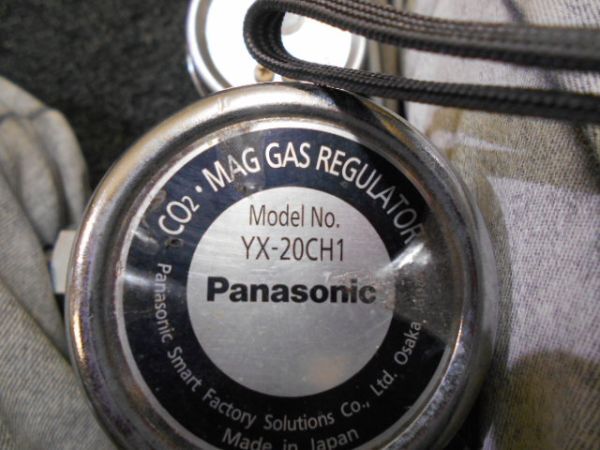 CO2・MAG GAS REGULATOR
Model No.
YX-20CH1
Panasonic
Panasonic Smart Factory Solutions Co., Ltd. Osaka,
Made in Japan